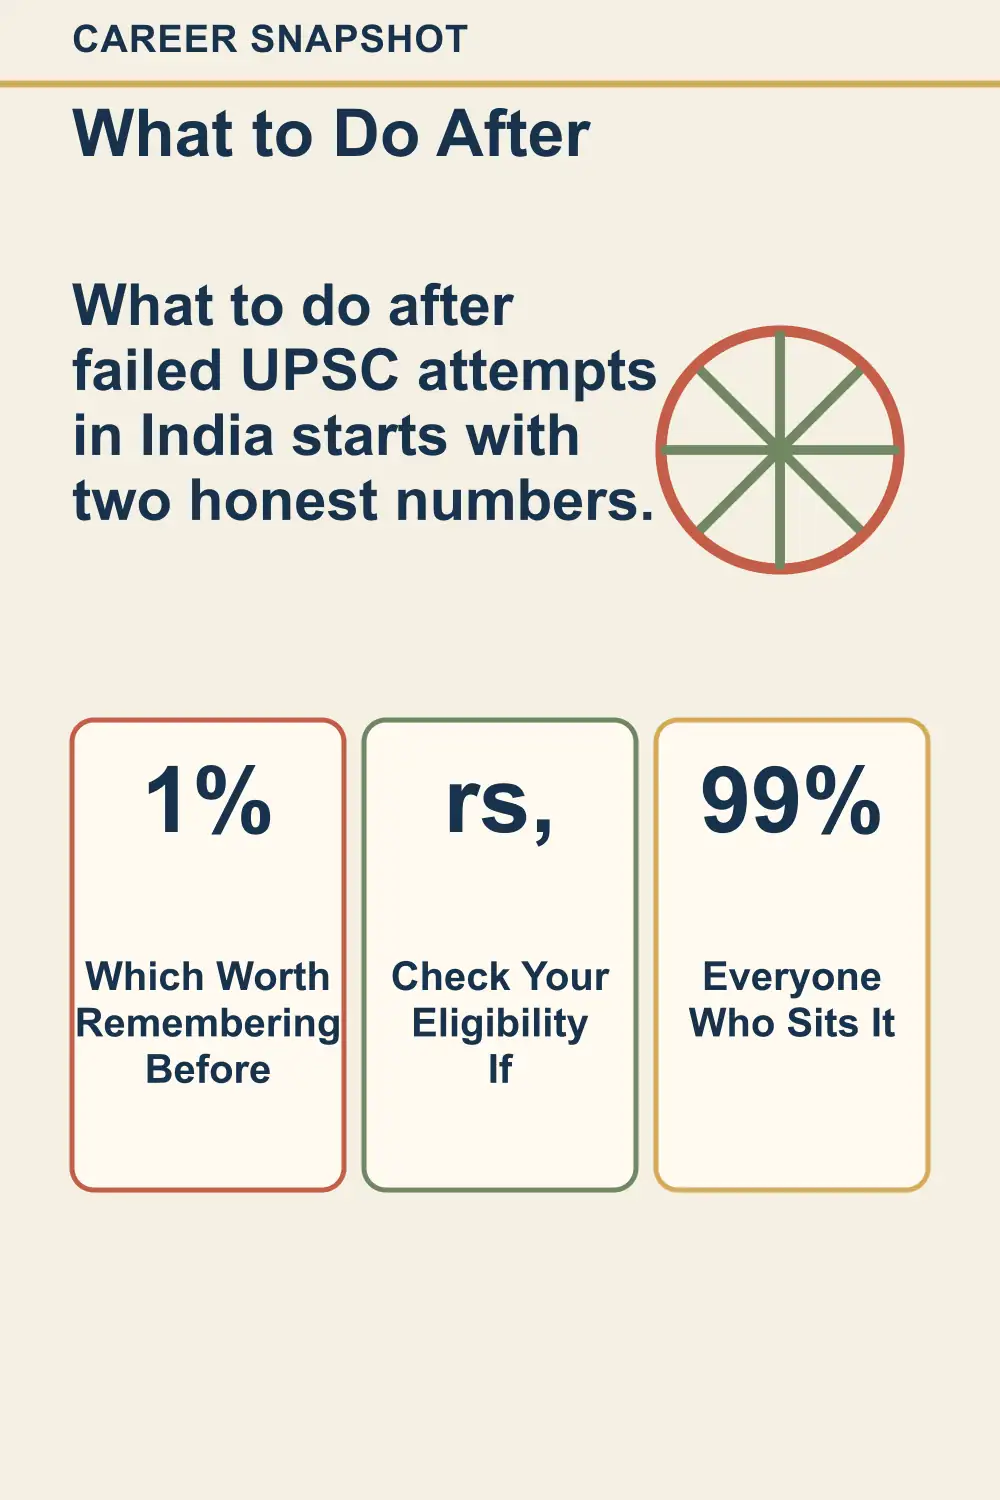 CAREER SNAPSHOT
What to Do After
What to do after
failed UPSC attempts
in India starts with
two honest numbers.
1%
Which Worth
Remembering
Before
rs,
Check Your
Eligibility
If
99%
Everyone
Who Sits It